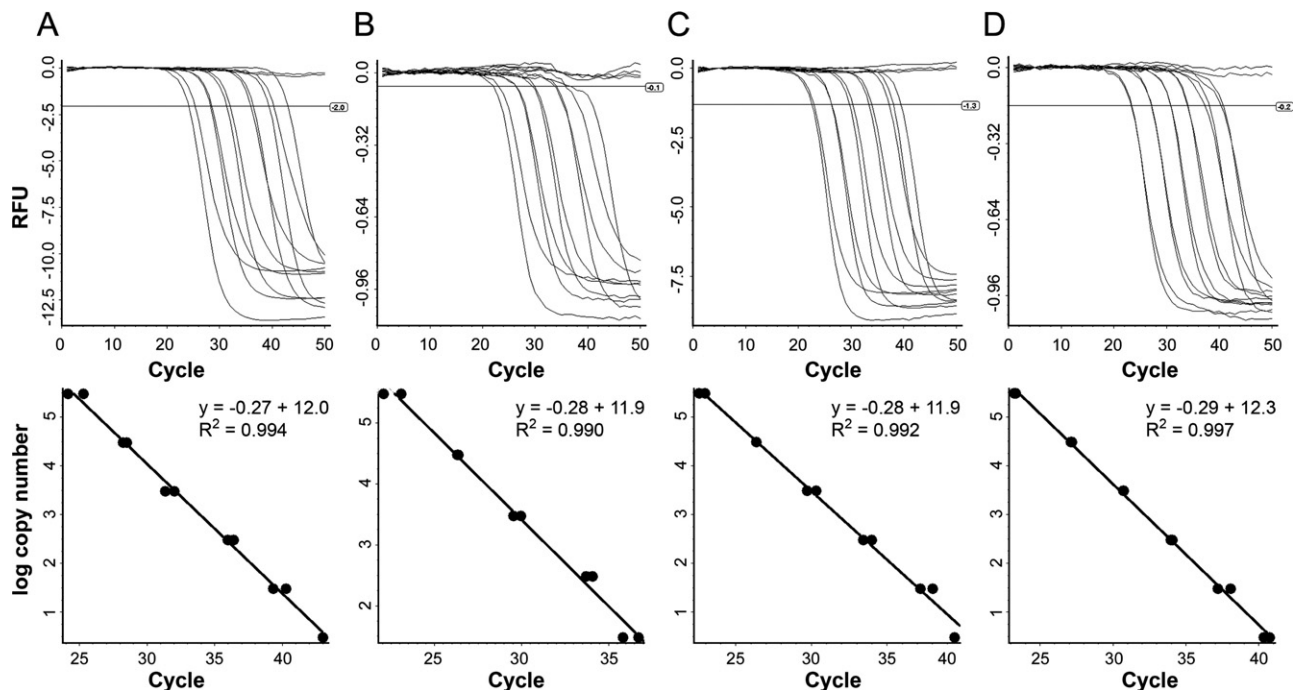 A B C D
0.0 -2.5 -5.0 -7.5 -10.0 -12.5
-2.0
0.0 -0.32 -0.64 -0.96
-0.1
0.0 -2.5 -5.0 -7.5
-1.3
0.0 -0.32 -0.64 -0.96
-0.2
RFU
0 10 20 30 40 50
0 10 20 30 40 50
0 10 20 30 40 50
0 10 20 30 40 50
Cycle Cycle Cycle Cycle
y = -0.27 + 12.0
R² = 0.994
y = -0.28 + 11.9
R² = 0.990
y = -0.28 + 11.9
R² = 0.992
y = -0.29 + 12.3
R² = 0.997
log copy number
5 4 3 2 1
5 4 3 2
5 4 3 2 1
5 4 3 2 1
25 30 35 40
25 30 35
25 30 35 40
25 30 35 40
Cycle Cycle Cycle Cycle